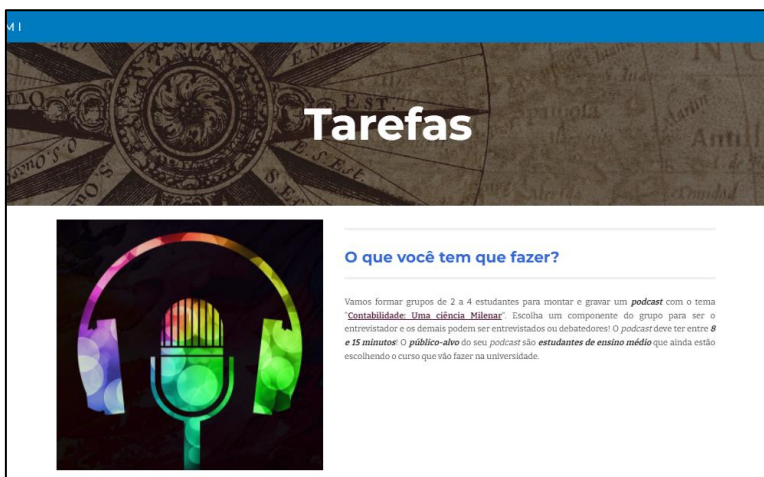 M I
Tarefas
O que você tem que fazer?
Vamos formar grupos de 2 a 4 estudantes para montar e gravar um podcast com o tema
"Contabilidade: Uma ciência Milenar". Escolha um componente do grupo para ser o
entrevistador e os demais podem ser entrevistados ou debatedores! O podcast deve ter entre 8
e 15 minutos! O público-alvo do seu podcast são estudantes de ensino médio que ainda estão
escolhendo o curso que vão fazer na universidade.